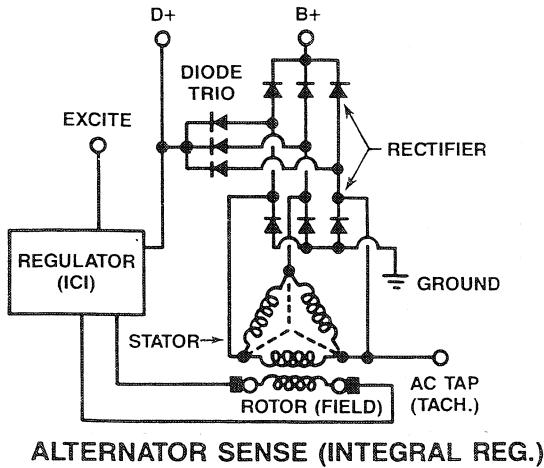 D+
B+
DIODE
TRIO
EXCITE
RECTIFIER
REGULATOR
(ICI)
GROUND
STATOR
AC TAP
(TACH.)
ROTOR (FIELD)
ALTERNATOR SENSE (INTEGRAL REG.)